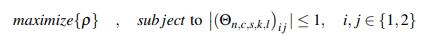 maximize{ρ} , subject to |(Θ_{n,c,s,k,l})_{ij}| ≤ 1, i,j ∈ {1,2}